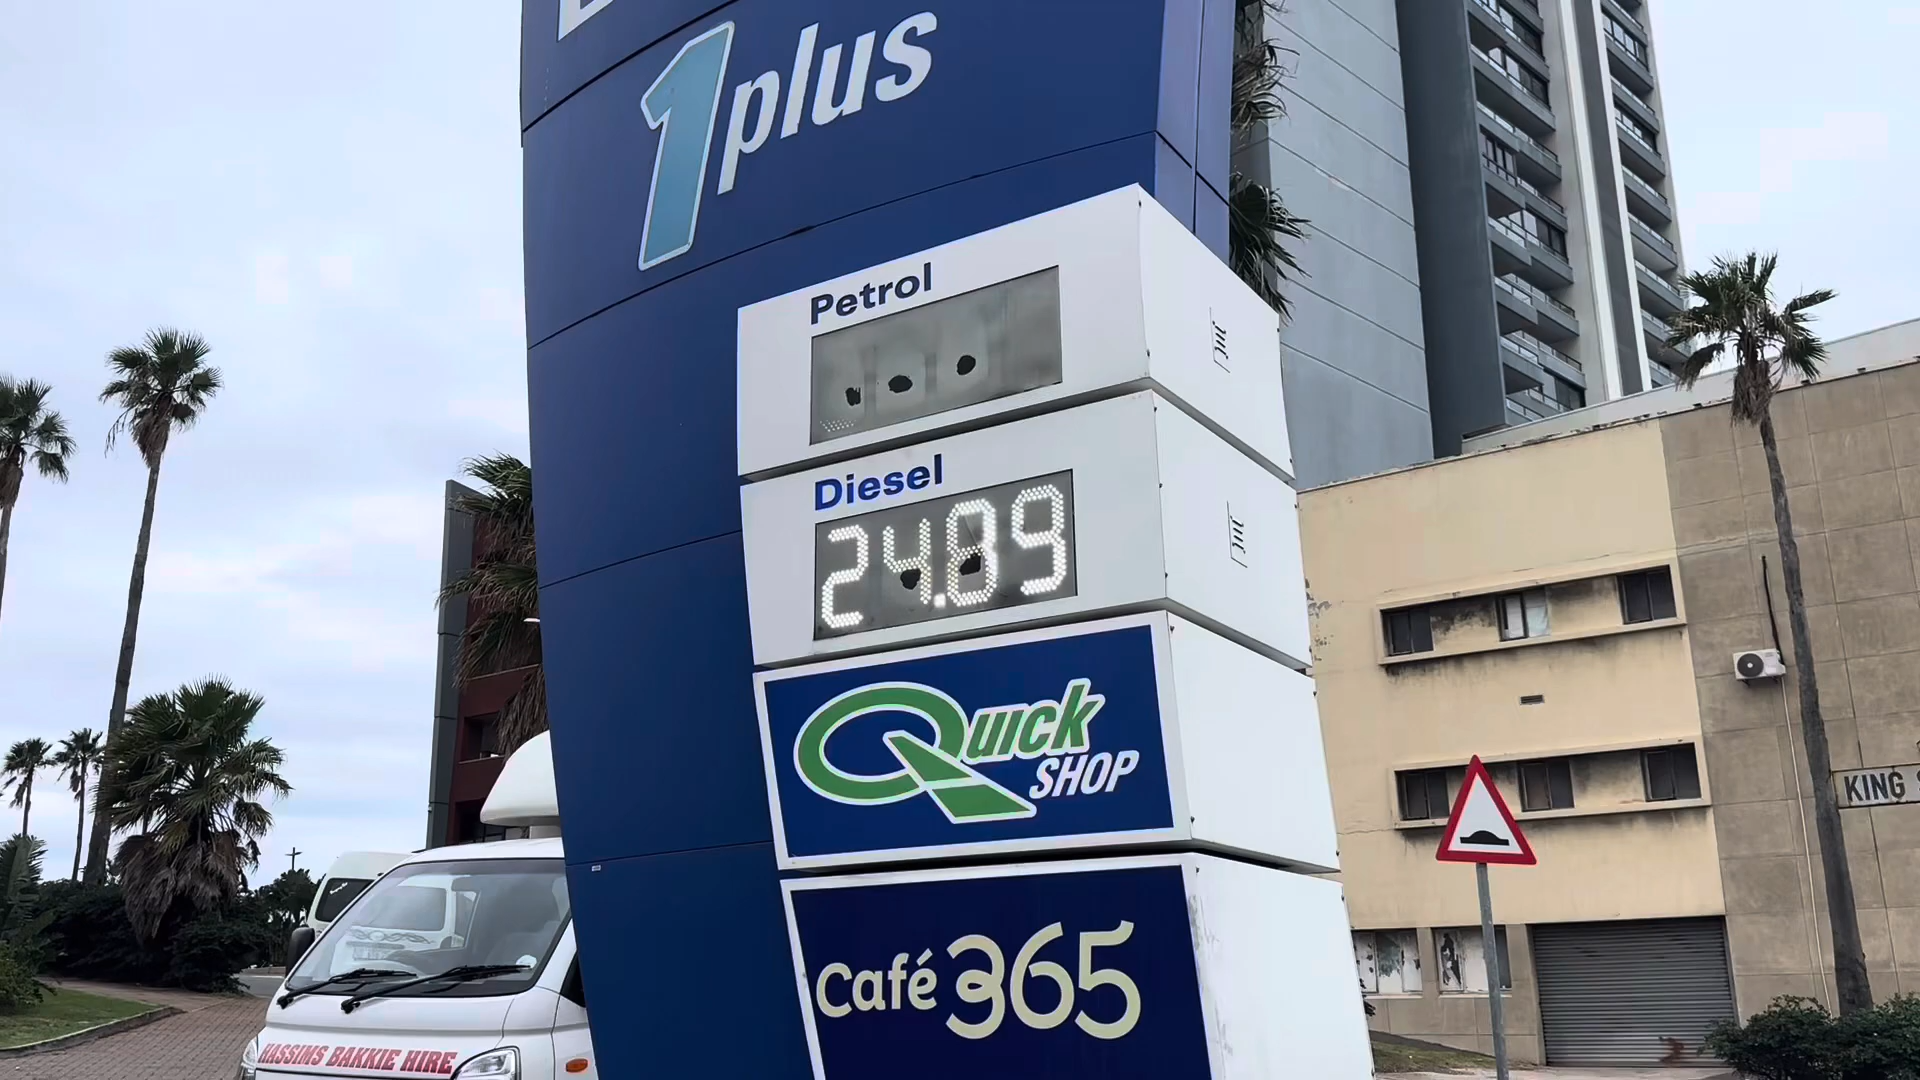 1plus
Petrol
Diesel
24.89
Quick
SHOP
Café 365
HASSIMS BAKKIE HIRE
KING